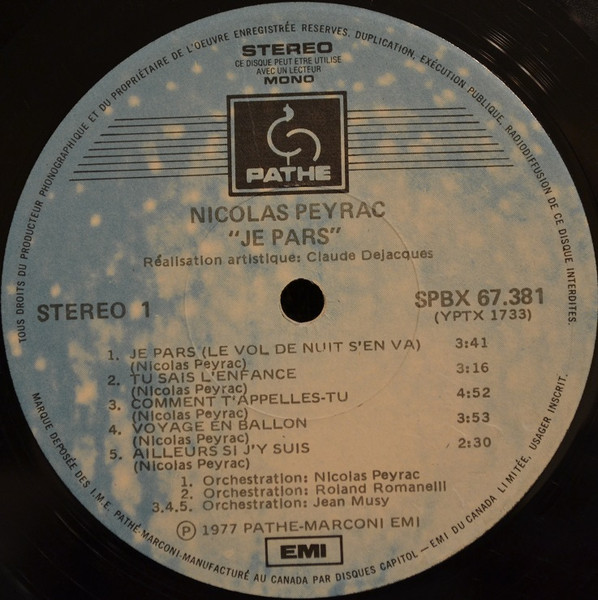 TOUS DROITS DU PRODUCTEUR PHONOGRAPHIQUE ET DU PROPRIÉTAIRE DE L'OEUVRE ENREGISTRÉE RESERVES. DUPLICATION, EXÉCUTION PUBLIQUE, RADIODIFFUSION DE CE DISQUE INTERDITES.
STEREO
CE DISQUE PEUT ETRE UTILISE
AVEC UN LECTEUR
MONO
PATHE
NICOLAS PEYRAC
"JE PARS"
Réalisation artistique: Claude Dejacques
STEREO 1
SPBX 67.381
(YPTX 1733)
1. JE PARS (LE VOL DE NUIT S'EN VA) 3:41
(Nicolas Peyrac)
2. TU SAIS L'ENFANCE 3:16
(Nicolas Peyrac)
3. COMMENT T'APPELLES-TU 4:52
(Nicolas Peyrac)
4. VOYAGE EN BALLON 3:53
(Nicolas Peyrac)
5. AILLEURS SI J'Y SUIS 2:30
(Nicolas Peyrac)
1. Orchestration: Nicolas Peyrac
2. Orchestration: Roland Romanelli
3.4.5. Orchestration: Jean Musy
℗ 1977 PATHE-MARCONI EMI
EMI
MARQUE DEPOSÉE DES I.M.E. PATHÉ-MARCONI-MANUFACTURÉ AU CANADA PAR DISQUES CAPITOL – EMI DU CANADA LIMITÉE, USAGER INSCRIT.